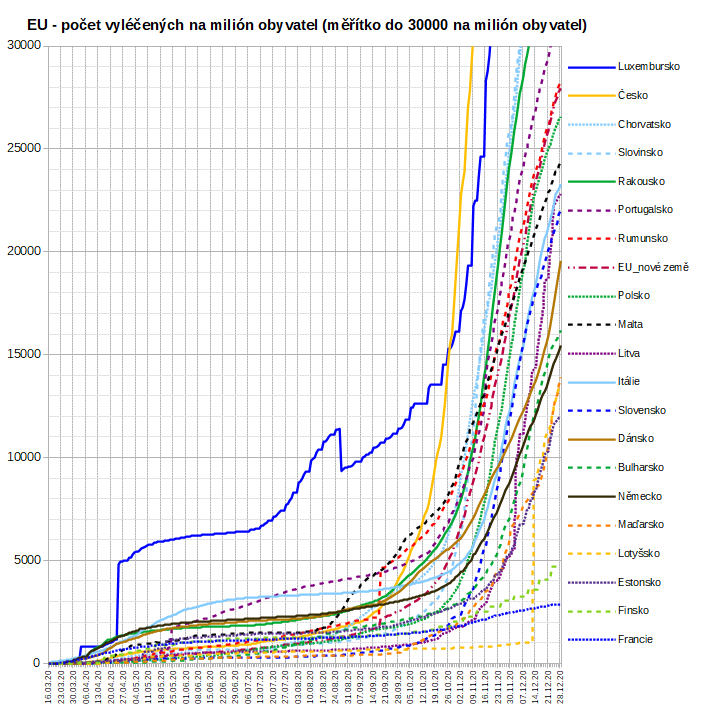 EU - počet vyléčených na milión obyvatel (měřítko do 30000 na milión obyvatel)
30000
25000
20000
15000
10000
5000
0
Luxembursko
Česko
Chorvatsko
Slovinsko
Rakousko
Portugalsko
Rumunsko
EU_nové země
Polsko
Malta
Litva
Itálie
Slovensko
Dánsko
Bulharsko
Německo
Maďarsko
Lotyšsko
Estonsko
Finsko
Francie
16.03.20
23.03.20
30.03.20
06.04.20
13.04.20
20.04.20
27.04.20
04.05.20
11.05.20
18.05.20
25.05.20
01.06.20
08.06.20
15.06.20
22.06.20
29.06.20
06.07.20
13.07.20
20.07.20
27.07.20
03.08.20
10.08.20
17.08.20
24.08.20
31.08.20
07.09.20
14.09.20
21.09.20
28.09.20
05.10.20
12.10.20
19.10.20
26.10.20
02.11.20
09.11.20
16.11.20
23.11.20
30.11.20
07.12.20
14.12.20
21.12.20
28.12.20